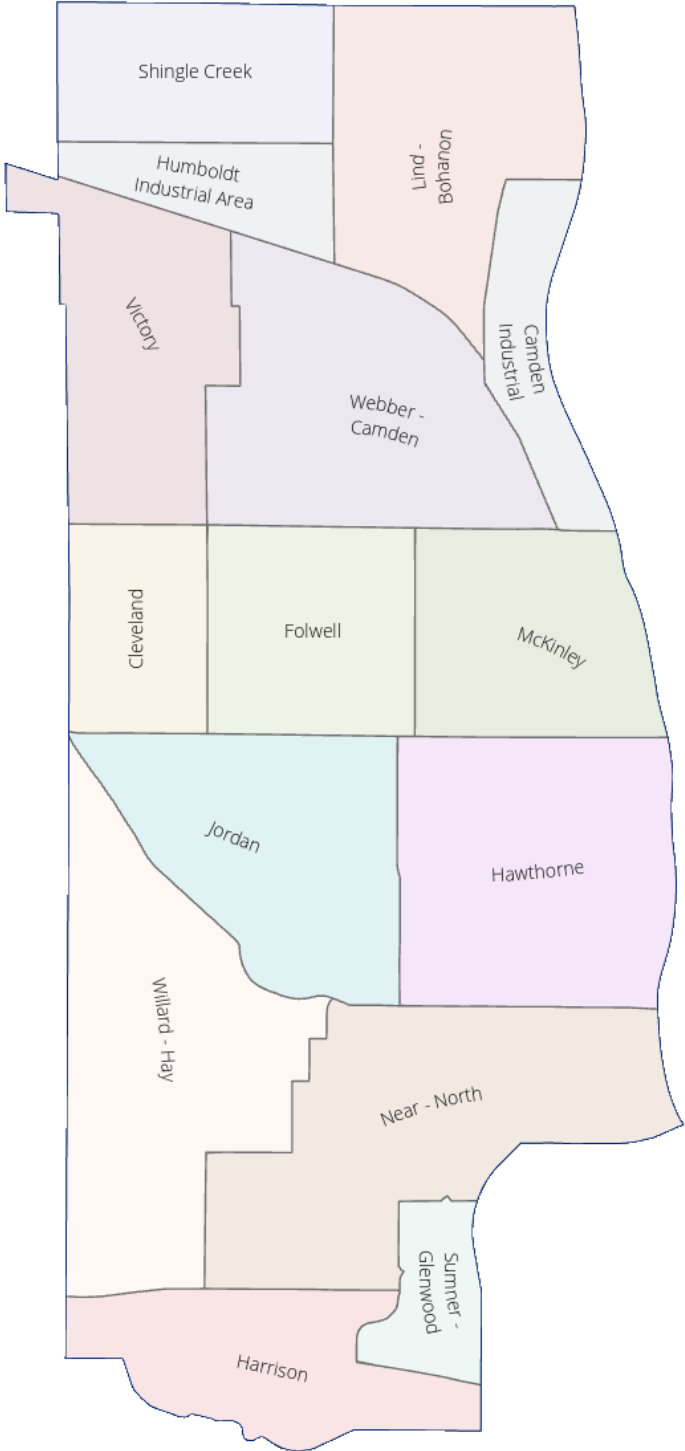 Shingle Creek
Humboldt
Industrial Area
Lind -
Bohanon
Victory
Camden
Industrial
Webber -
Camden
Cleveland
Folwell
McKinley
Jordan
Hawthorne
Willard - Hay
Near - North
Sumner -
Glenwood
Harrison